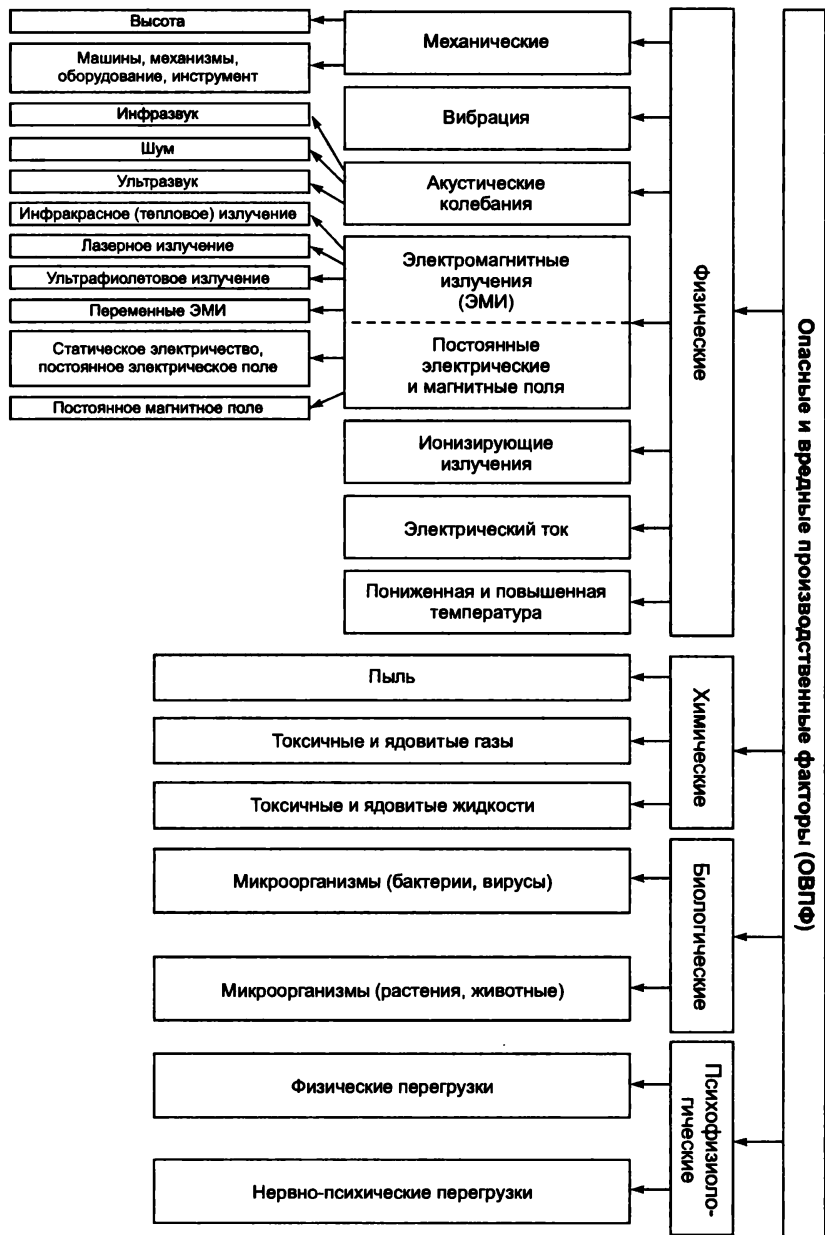 Опасные и вредные производственные факторы (ОВПФ)
Физические
Механические
Высота
Машины, механизмы,
оборудование, инструмент
Вибрация
Акустические
колебания
Инфразвук
Шум
Ультразвук
Электромагнитные
излучения
(ЭМИ)
Постоянные
электрические
и магнитные поля
Инфракрасное (тепловое) излучение
Лазерное излучение
Ультрафиолетовое излучение
Переменные ЭМИ
Статическое электричество,
постоянное электрическое поле
Постоянное магнитное поле
Ионизирующие
излучения
Электрический ток
Пониженная и повышенная
температура
Химические
Пыль
Токсичные и ядовитые газы
Токсичные и ядовитые жидкости
Биологические
Микроорганизмы (бактерии, вирусы)
Микроорганизмы (растения, животные)
Психофизиоло-
гические
Физические перегрузки
Нервно-психические перегрузки